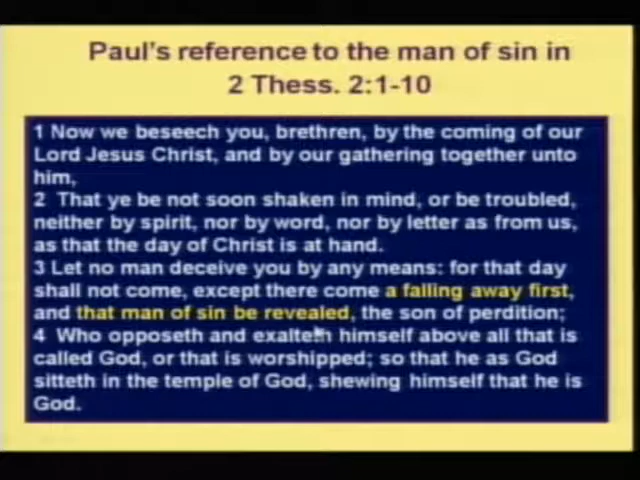 Paul's reference to the man of sin in
2 Thess. 2:1-10
1 Now we beseech you, brethren, by the coming of our
Lord Jesus Christ, and by our gathering together unto
him,
2 That ye be not soon shaken in mind, or be troubled,
neither by spirit, nor by word, nor by letter as from us,
as that the day of Christ is at hand.
3 Let no man deceive you by any means: for that day
shall not come, except there come a falling away first,
and that man of sin be revealed, the son of perdition;
4 Who opposeth and exalteth himself above all that is
called God, or that is worshipped; so that he as God
sitteth in the temple of God, shewing himself that he is
God.